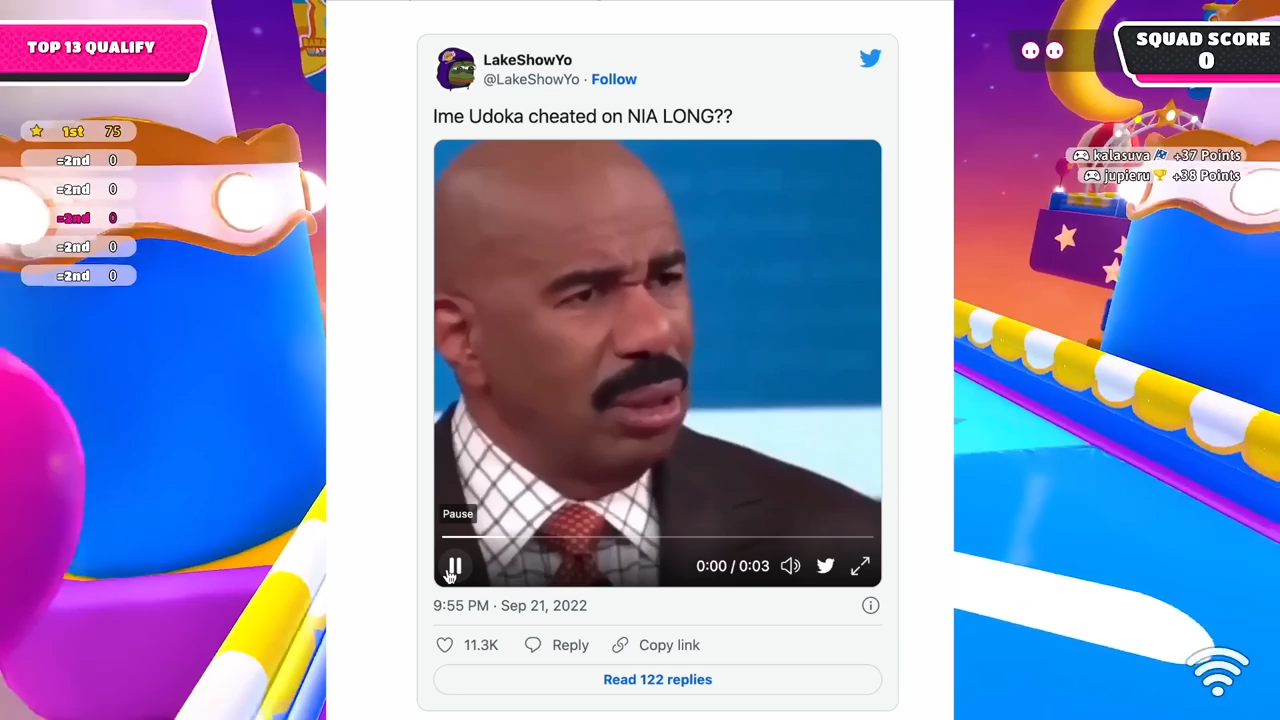 TOP 13 QUALIFY
1st 75
=2nd 0
=2nd 0
=2nd 0
=2nd 0
=2nd 0
LakeShowYo
@LakeShowYo · Follow
Ime Udoka cheated on NIA LONG??
Pause
0:00 / 0:03
9:55 PM · Sep 21, 2022
11.3K Reply Copy link
Read 122 replies
SQUAD SCORE
0
kalasuva +37 Points
jupieru +38 Points